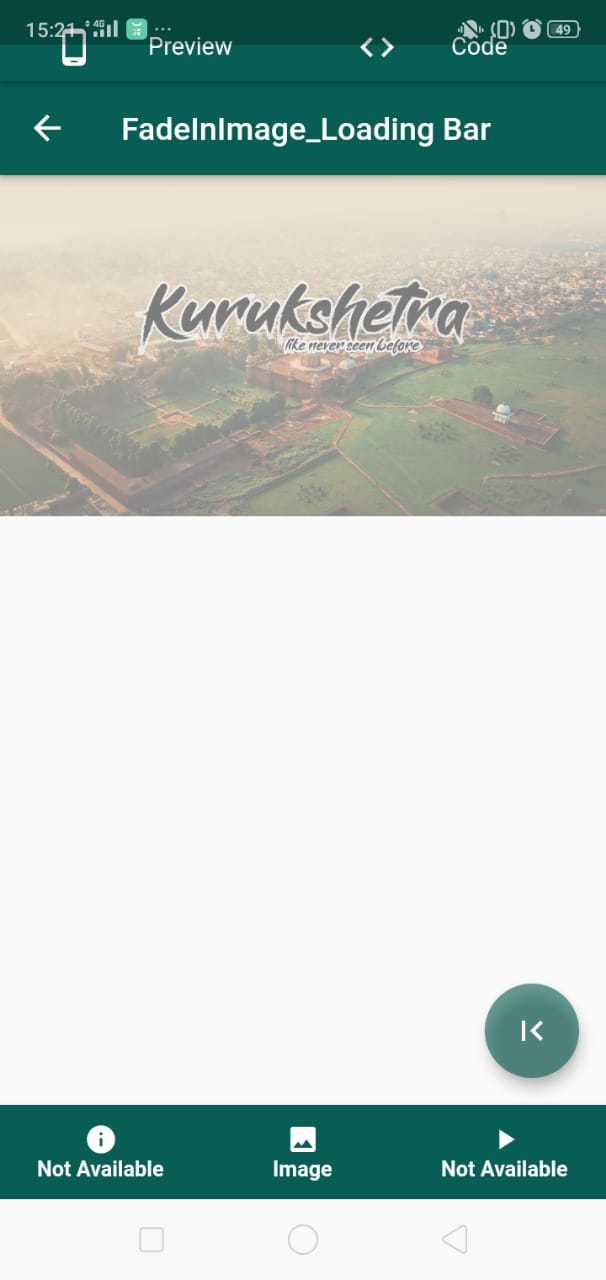 15:21 4G ... 49
Preview <> Code
FadeInImage_Loading Bar
Kurukshetra
like never seen before
Not Available Image Not Available